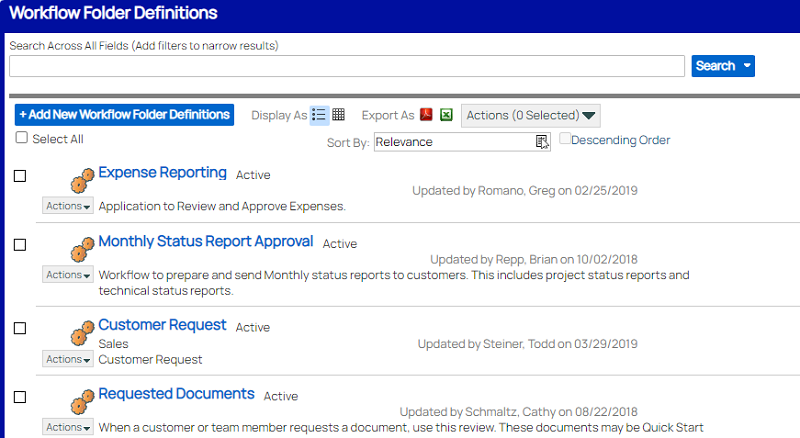 Workflow Folder Definitions
Search Across All Fields (Add filters to narrow results)
Search
+ Add New Workflow Folder Definitions Display As Export As Actions (0 Selected)
Select All
Sort By: Relevance Descending Order
Expense Reporting Active
Updated by Romano, Greg on 02/25/2019
Actions Application to Review and Approve Expenses.
Monthly Status Report Approval Active
Updated by Repp, Brian on 10/02/2018
Actions Workflow to prepare and send Monthly status reports to customers. This includes project status reports and
technical status reports.
Customer Request Active
Sales Updated by Steiner, Todd on 03/29/2019
Actions Customer Request
Requested Documents Active
Updated by Schmaltz, Cathy on 08/22/2018
Actions When a customer or team member requests a document, use this review. These documents may be Quick Start